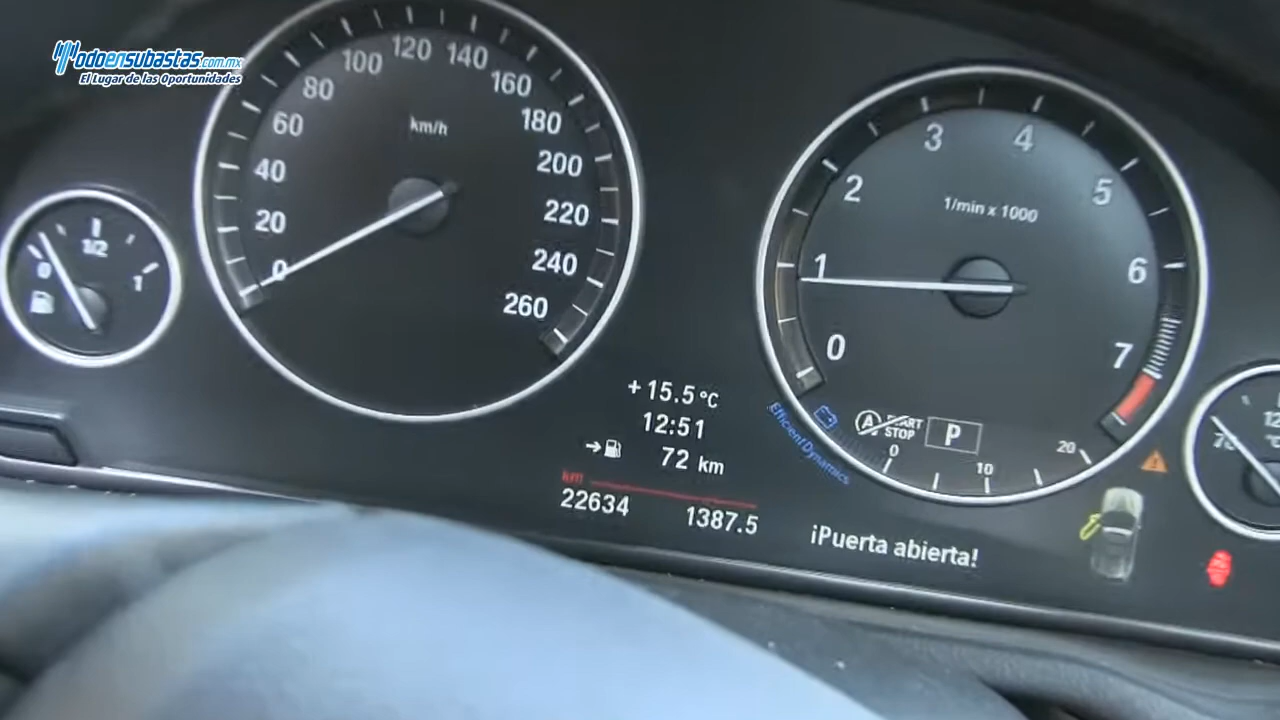 Todoensubastas.com.mx
El Lugar de las Oportunidades
0
1/2
1
0
20
40
60
80
100
120
140
160
180
200
220
240
260
km/h
0
1
2
3
4
5
6
7
1/min x 1000
+15.5°C
12:51
72 km
km
22634 1387.5
EfficientDynamics
A START STOP
P
0 10 20
¡Puerta abierta!